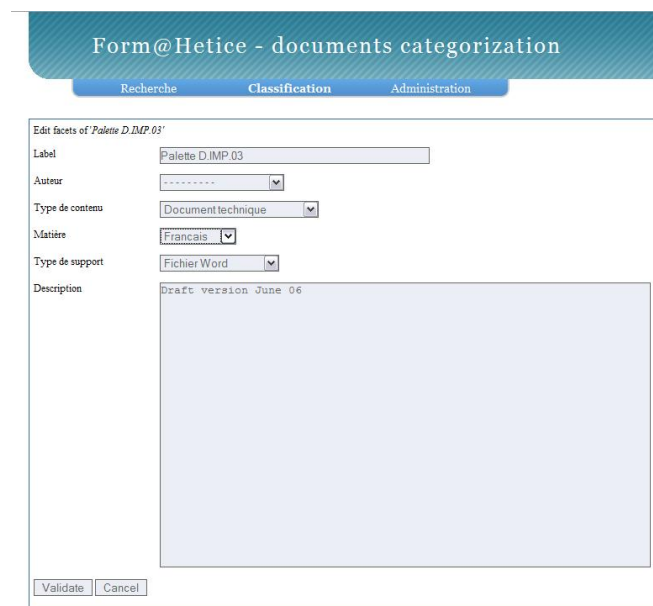 Form@Hetice - documents categorization
Recherche Classification Administration
Edit facets of 'Palette D.IMP.03'
Label Palette D.IMP.03
Auteur ---------
Type de contenu Document technique
Matière Francais
Type de support Fichier Word
Description Draft version June 06
Validate Cancel